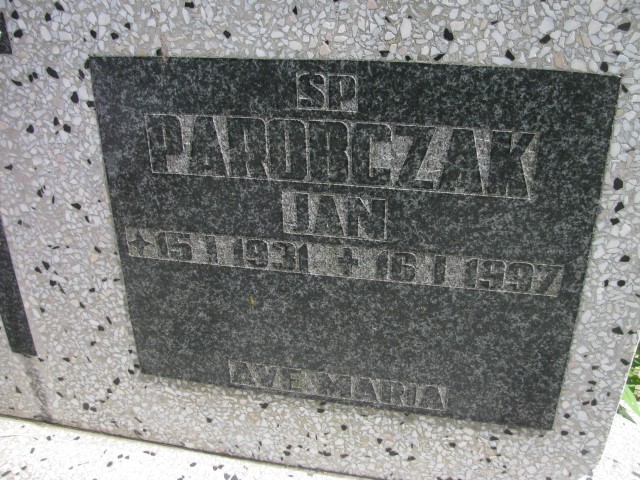 SP
PAROBCZAK
JAN
+ 15 I 1931 + 16 I 1997
AVE MARIA